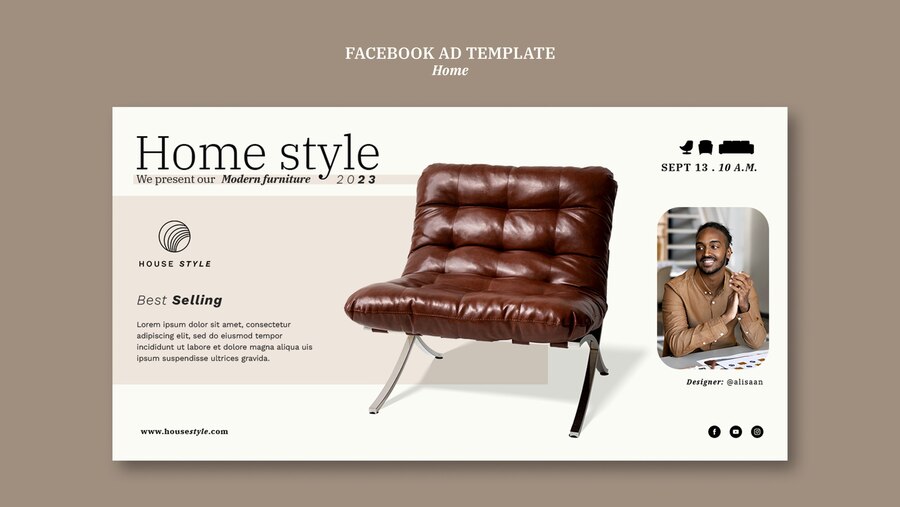 FACEBOOK AD TEMPLATE
Home
Home style
We present our Modern furniture 2023
SEPT 13 . 10 A.M.
HOUSE STYLE
Best Selling
Lorem ipsum dolor sit amet, consectetur
adipiscing elit, sed do eiusmod tempor
incididunt ut labore et dolore magna aliqua uis
ipsum suspendisse ultrices gravida.
Designer: @alisaan
www.housestyle.com